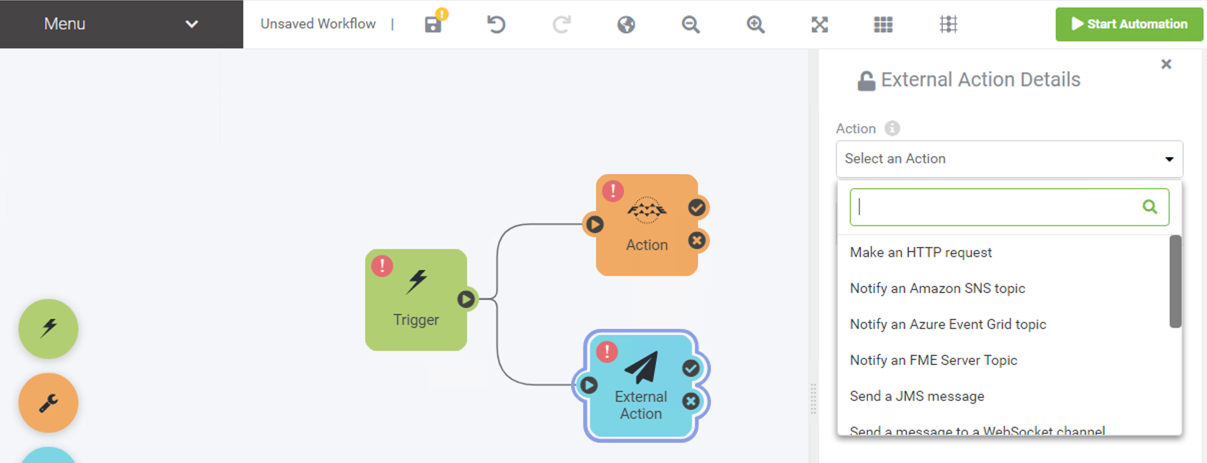 Menu
Unsaved Workflow |
Start Automation
External Action Details
Action
Select an Action
Make an HTTP request
Notify an Amazon SNS topic
Notify an Azure Event Grid topic
Notify an FME Server Topic
Send a JMS message
Send a message to a WebSocket channel
Action
Trigger
External
Action